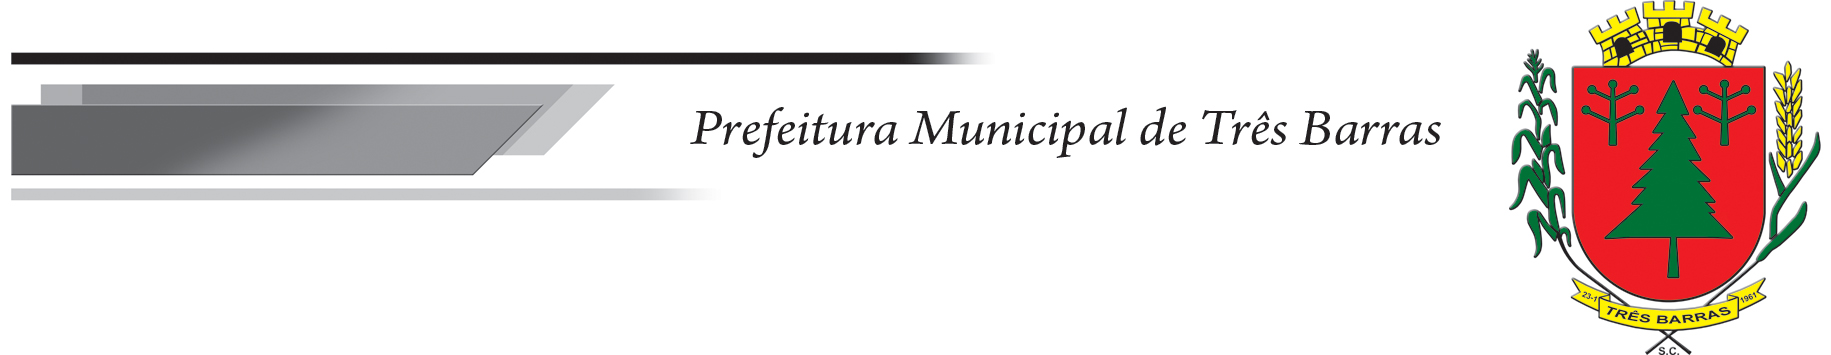 Prefeitura Municipal de Três Barras
23-1 1961
TRÊS BARRAS
S.C.